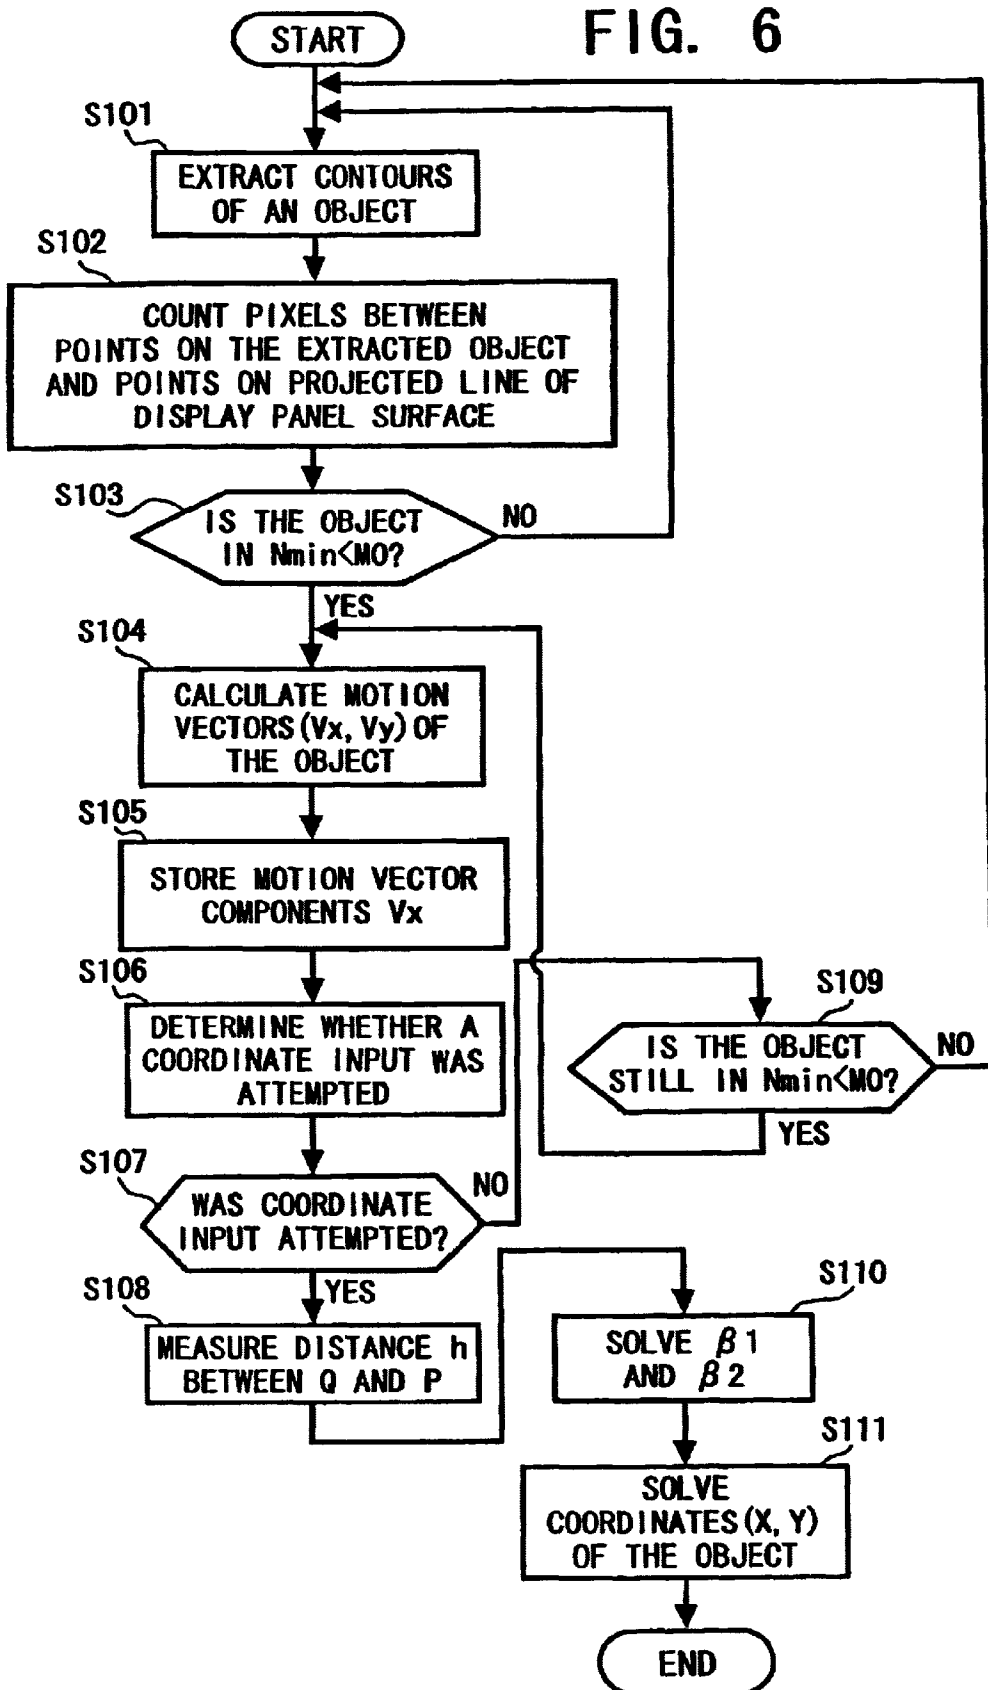 FIG. 6
START
S101
EXTRACT CONTOURS
OF AN OBJECT
S102
COUNT PIXELS BETWEEN
POINTS ON THE EXTRACTED OBJECT
AND POINTS ON PROJECTED LINE OF
DISPLAY PANEL SURFACE
S103
IS THE OBJECT
IN Nmin<M0?
NO
YES
S104
CALCULATE MOTION
VECTORS(Vx, Vy)OF
THE OBJECT
S105
STORE MOTION VECTOR
COMPONENTS Vx
S106
DETERMINE WHETHER A
COORDINATE INPUT WAS
ATTEMPTED
S107
WAS COORDINATE
INPUT ATTEMPTED?
NO
YES
S109
IS THE OBJECT
STILL IN Nmin<M0?
NO
YES
S108
MEASURE DISTANCE h
BETWEEN Q AND P
S110
SOLVE β1
AND β2
S111
SOLVE
COORDINATES(X, Y)
OF THE OBJECT
END